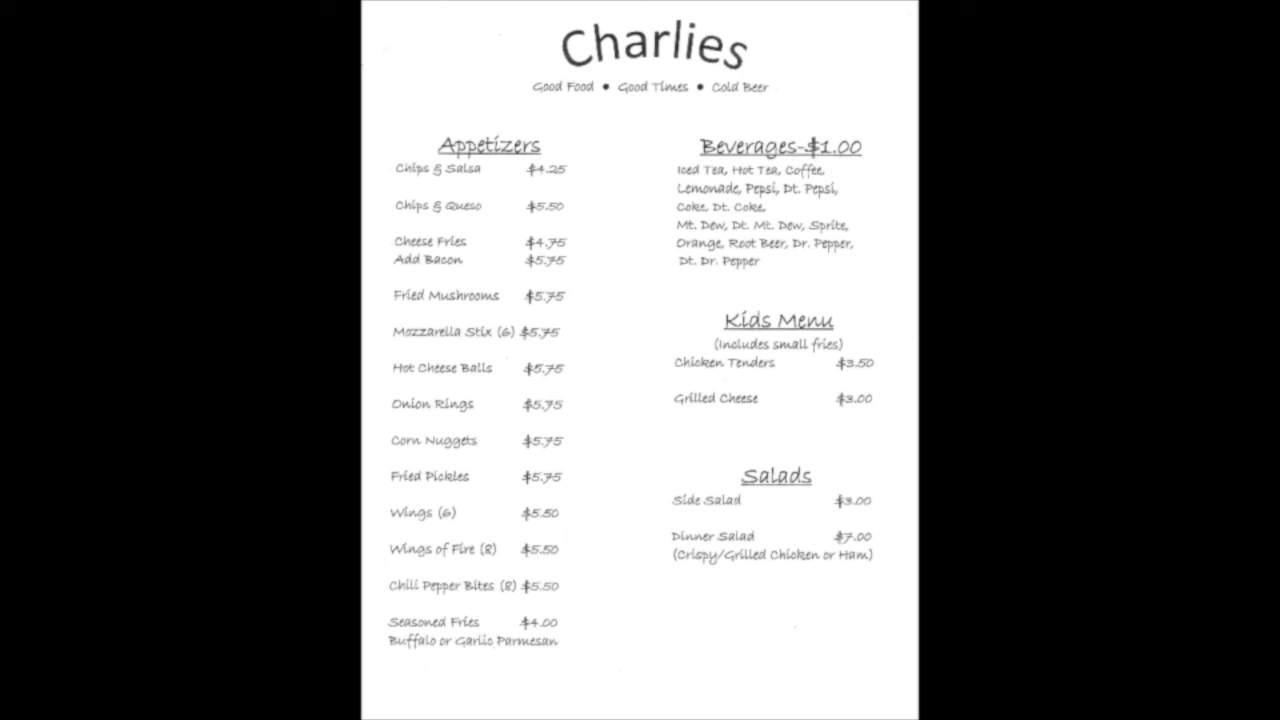 Charlies
Good Food • Good Times • Cold Beer
Appetizers
Chips & Salsa $4.25
Chips & Queso $5.50
Cheese Fries $4.75
Add Bacon $5.75
Fried Mushrooms $5.75
Mozzarella Stix (6) $5.75
Hot Cheese Balls $5.75
Onion Rings $5.75
Corn Nuggets $5.75
Fried Pickles $5.75
Wings (6) $5.50
Wings of Fire (8) $5.50
Chili Pepper Bites (8) $5.50
Seasoned Fries $4.00
Buffalo or Garlic Parmesan
Beverages-$1.00
Iced Tea, Hot Tea, Coffee,
Lemonade, Pepsi, Dt. Pepsi,
Coke, Dt. Coke,
Mt. Dew, Dt. Mt. Dew, Sprite,
Orange, Root Beer, Dr. Pepper,
Dt. Dr. Pepper
Kids Menu
(Includes small fries)
Chicken Tenders $3.50
Grilled Cheese $3.00
Salads
Side Salad $3.00
Dinner Salad $7.00
(Crispy/Grilled Chicken or Ham)